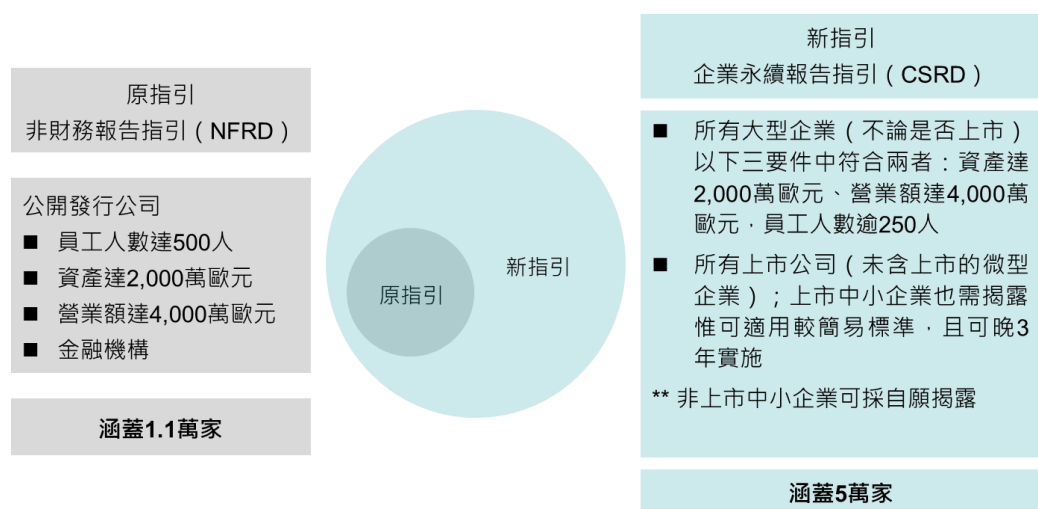 原指引
非財務報告指引（NFRD）
公開發行公司
■ 員工人數達500人
■ 資產達2,000萬歐元
■ 營業額達4,000萬歐元
■ 金融機構
涵蓋1.1萬家
原指引
新指引
新指引
企業永續報告指引（CSRD）
■ 所有大型企業（不論是否上市）
以下三要件中符合兩者：資產達
2,000萬歐元、營業額達4,000萬
歐元，員工人數逾250人
■ 所有上市公司（未含上市的微型
企業）；上市中小企業也需揭露
惟可適用較簡易標準，且可晚3
年實施
** 非上市中小企業可採自願揭露
涵蓋5萬家